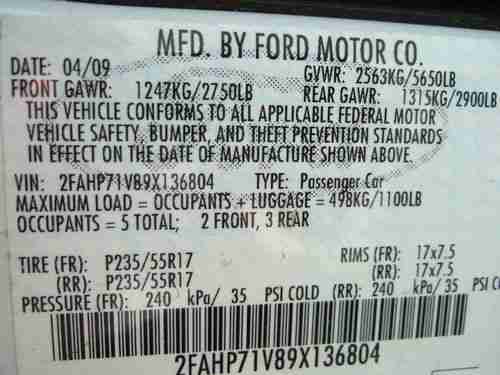 MFD. BY FORD MOTOR CO.
DATE: 04/09 GVWR: 2563KG/5650LB
FRONT GAWR: 1247KG/2750LB REAR GAWR: 1315KG/2900LB
THIS VEHICLE CONFORMS TO ALL APPLICABLE FEDERAL MOTOR
VEHICLE SAFETY, BUMPER, AND THEFT PREVENTION STANDARDS
IN EFFECT ON THE DATE OF MANUFACTURE SHOWN ABOVE.
VIN: 2FAHP71V89X136804 TYPE: Passenger Car
MAXIMUM LOAD = OCCUPANTS + LUGGAGE = 498KG/1100LB
OCCUPANTS = 5 TOTAL; 2 FRONT, 3 REAR
TIRE (FR): P235/55R17 RIMS (FR): 17x7.5
(RR): P235/55R17 (RR): 17x7.5
PRESSURE (FR): 240 kPa/ 35 PSI COLD (RR): 240 kPa/ 35
2FAHP71V89X136804